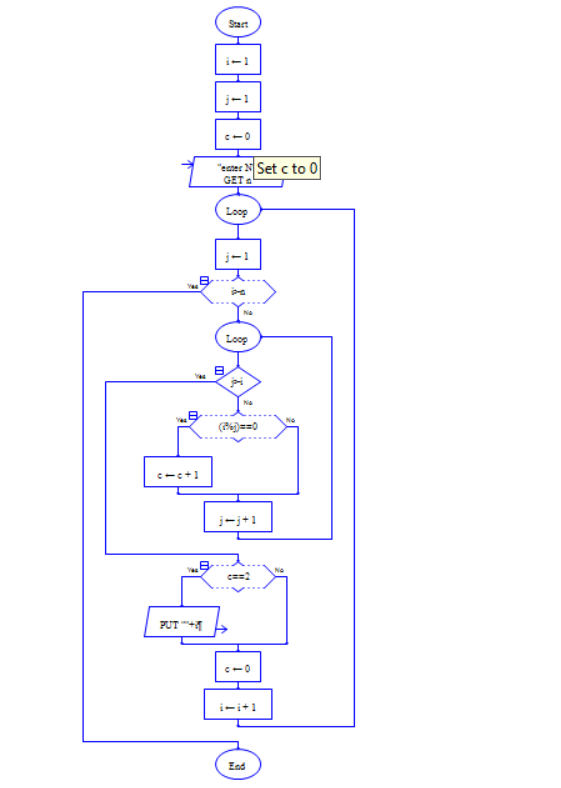 Start
i ← 1
j ← 1
c ← 0
"enter N
GET n
Set c to 0
Loop
j ← 1
Yes
i>n
No
Loop
Yes
j>i
No
Yes
(i%j)==0
No
c ← c + 1
j ← j + 1
Yes
c==2
No
PUT ""+i¶
c ← 0
i ← i + 1
End